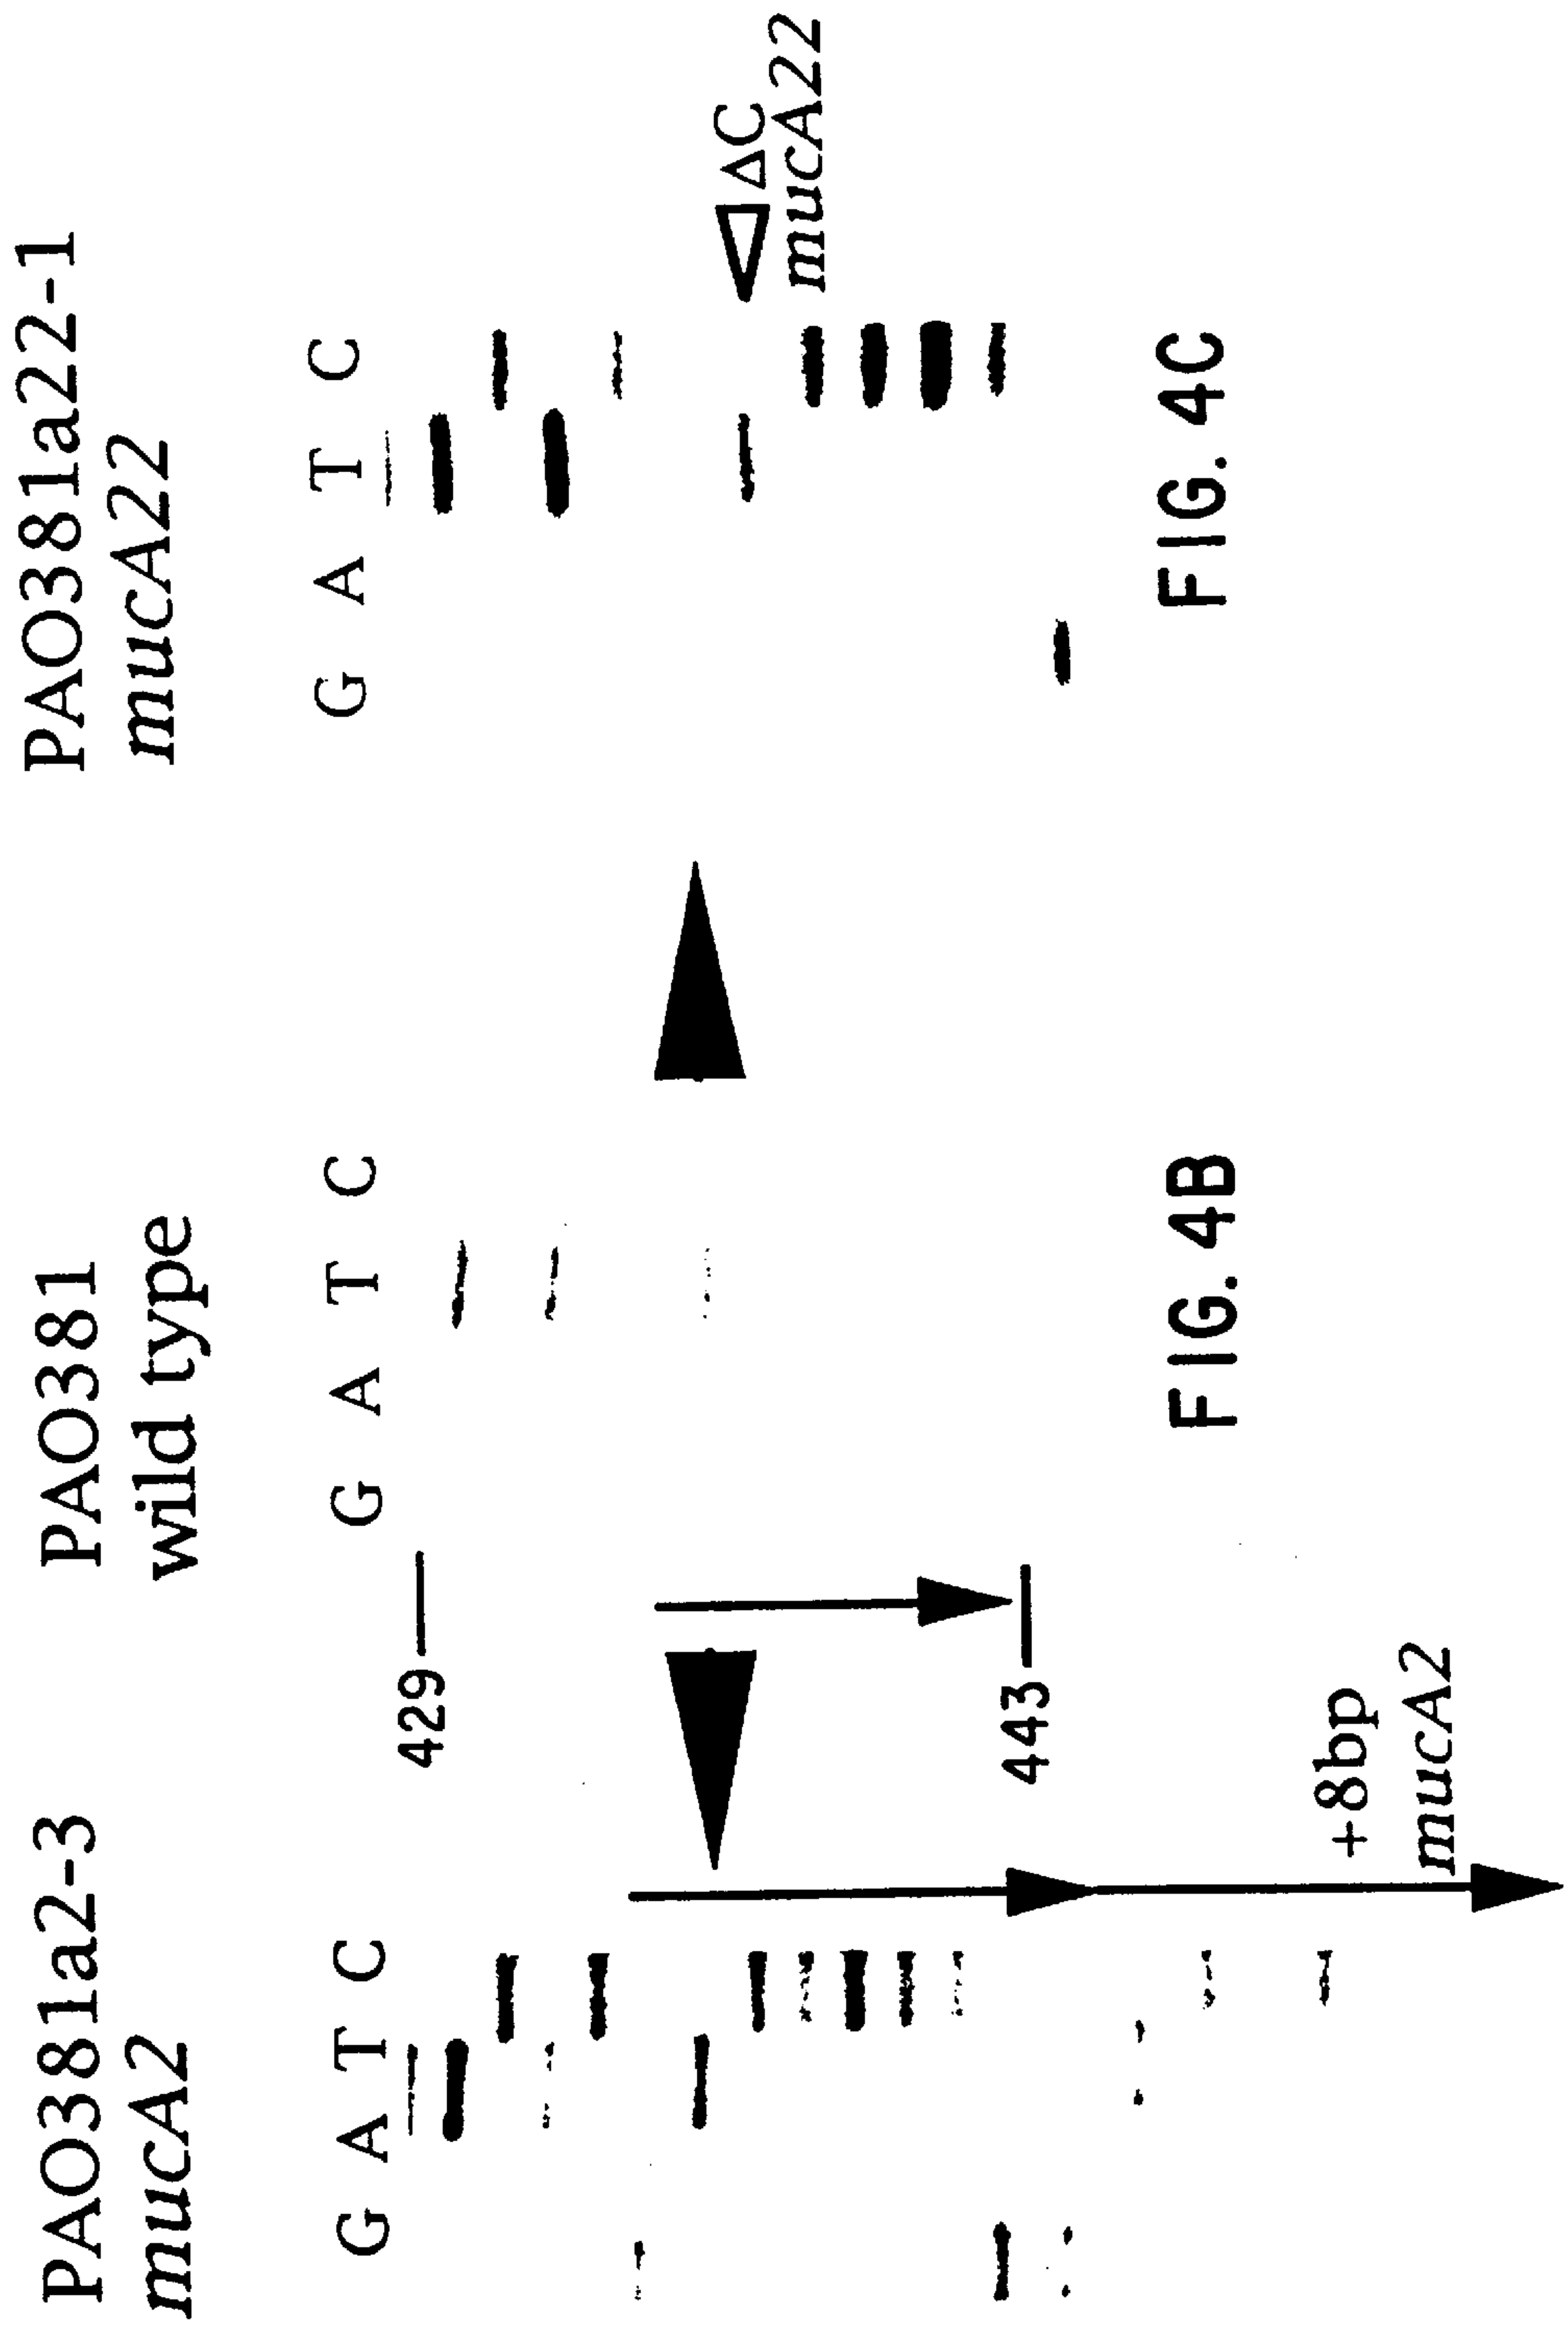 PAO381a2-3
mucA2
G A T C
429
443
+8bp
mucA2
PAO381
wild type
G A T C
FIG. 4B
PAO381a22-1
mucA22
G A T C
ΔC
mucA22
FIG. 4C